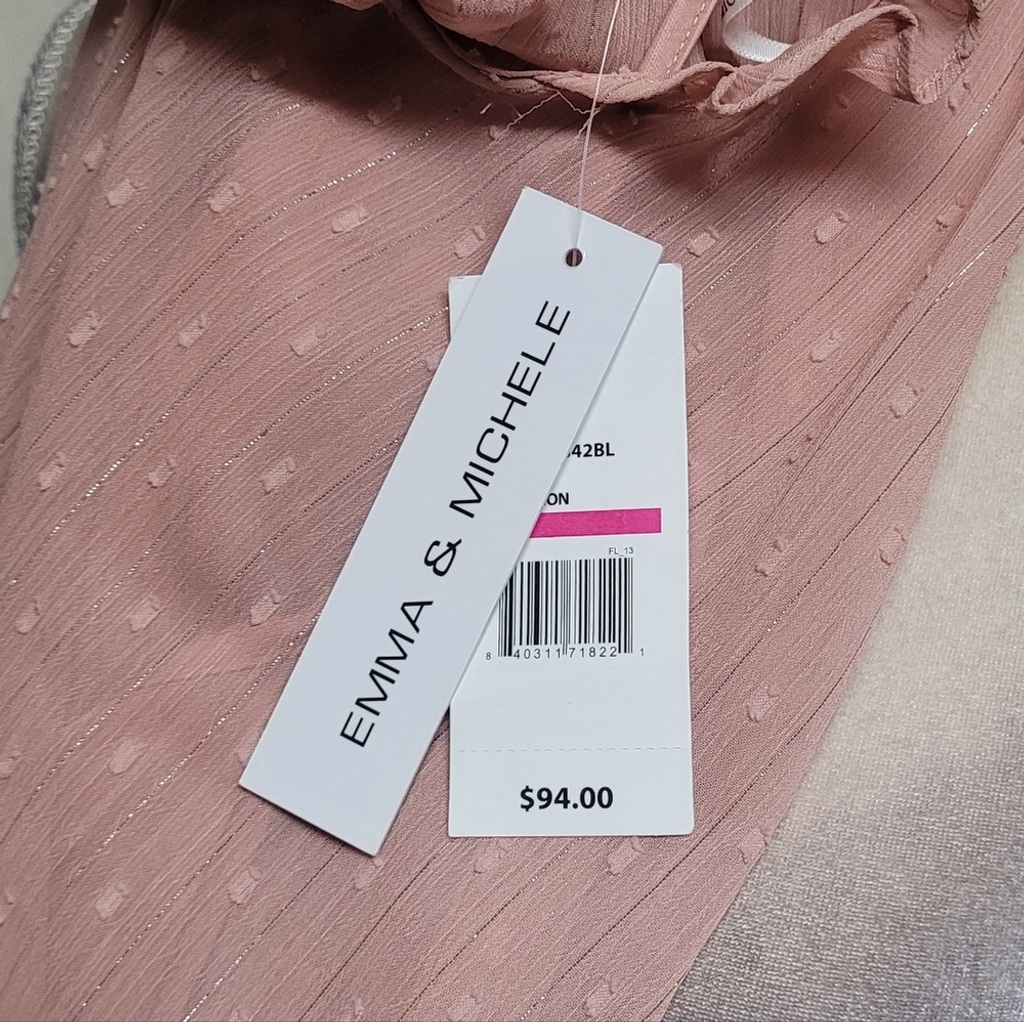 EMMA & MICHELE
42BL
ON
FL_13
8 40311 71822 1
$94.00